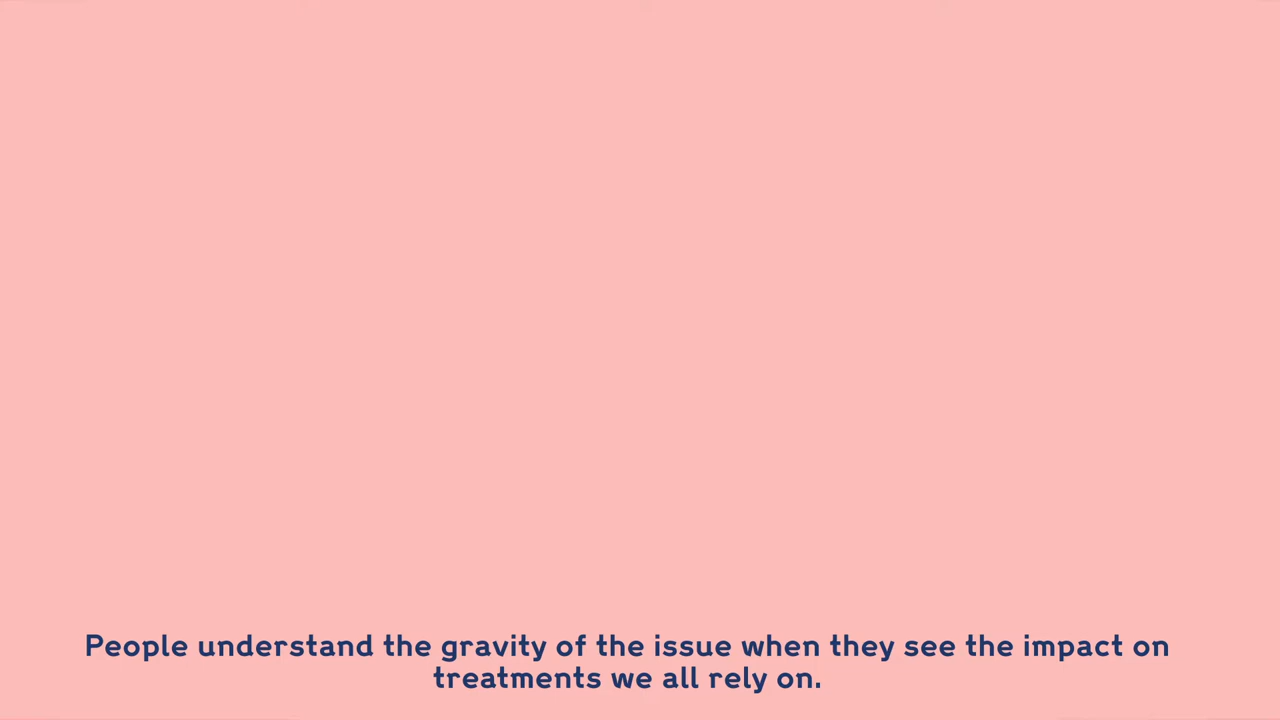 People understand the gravity of the issue when they see the impact on
treatments we all rely on.